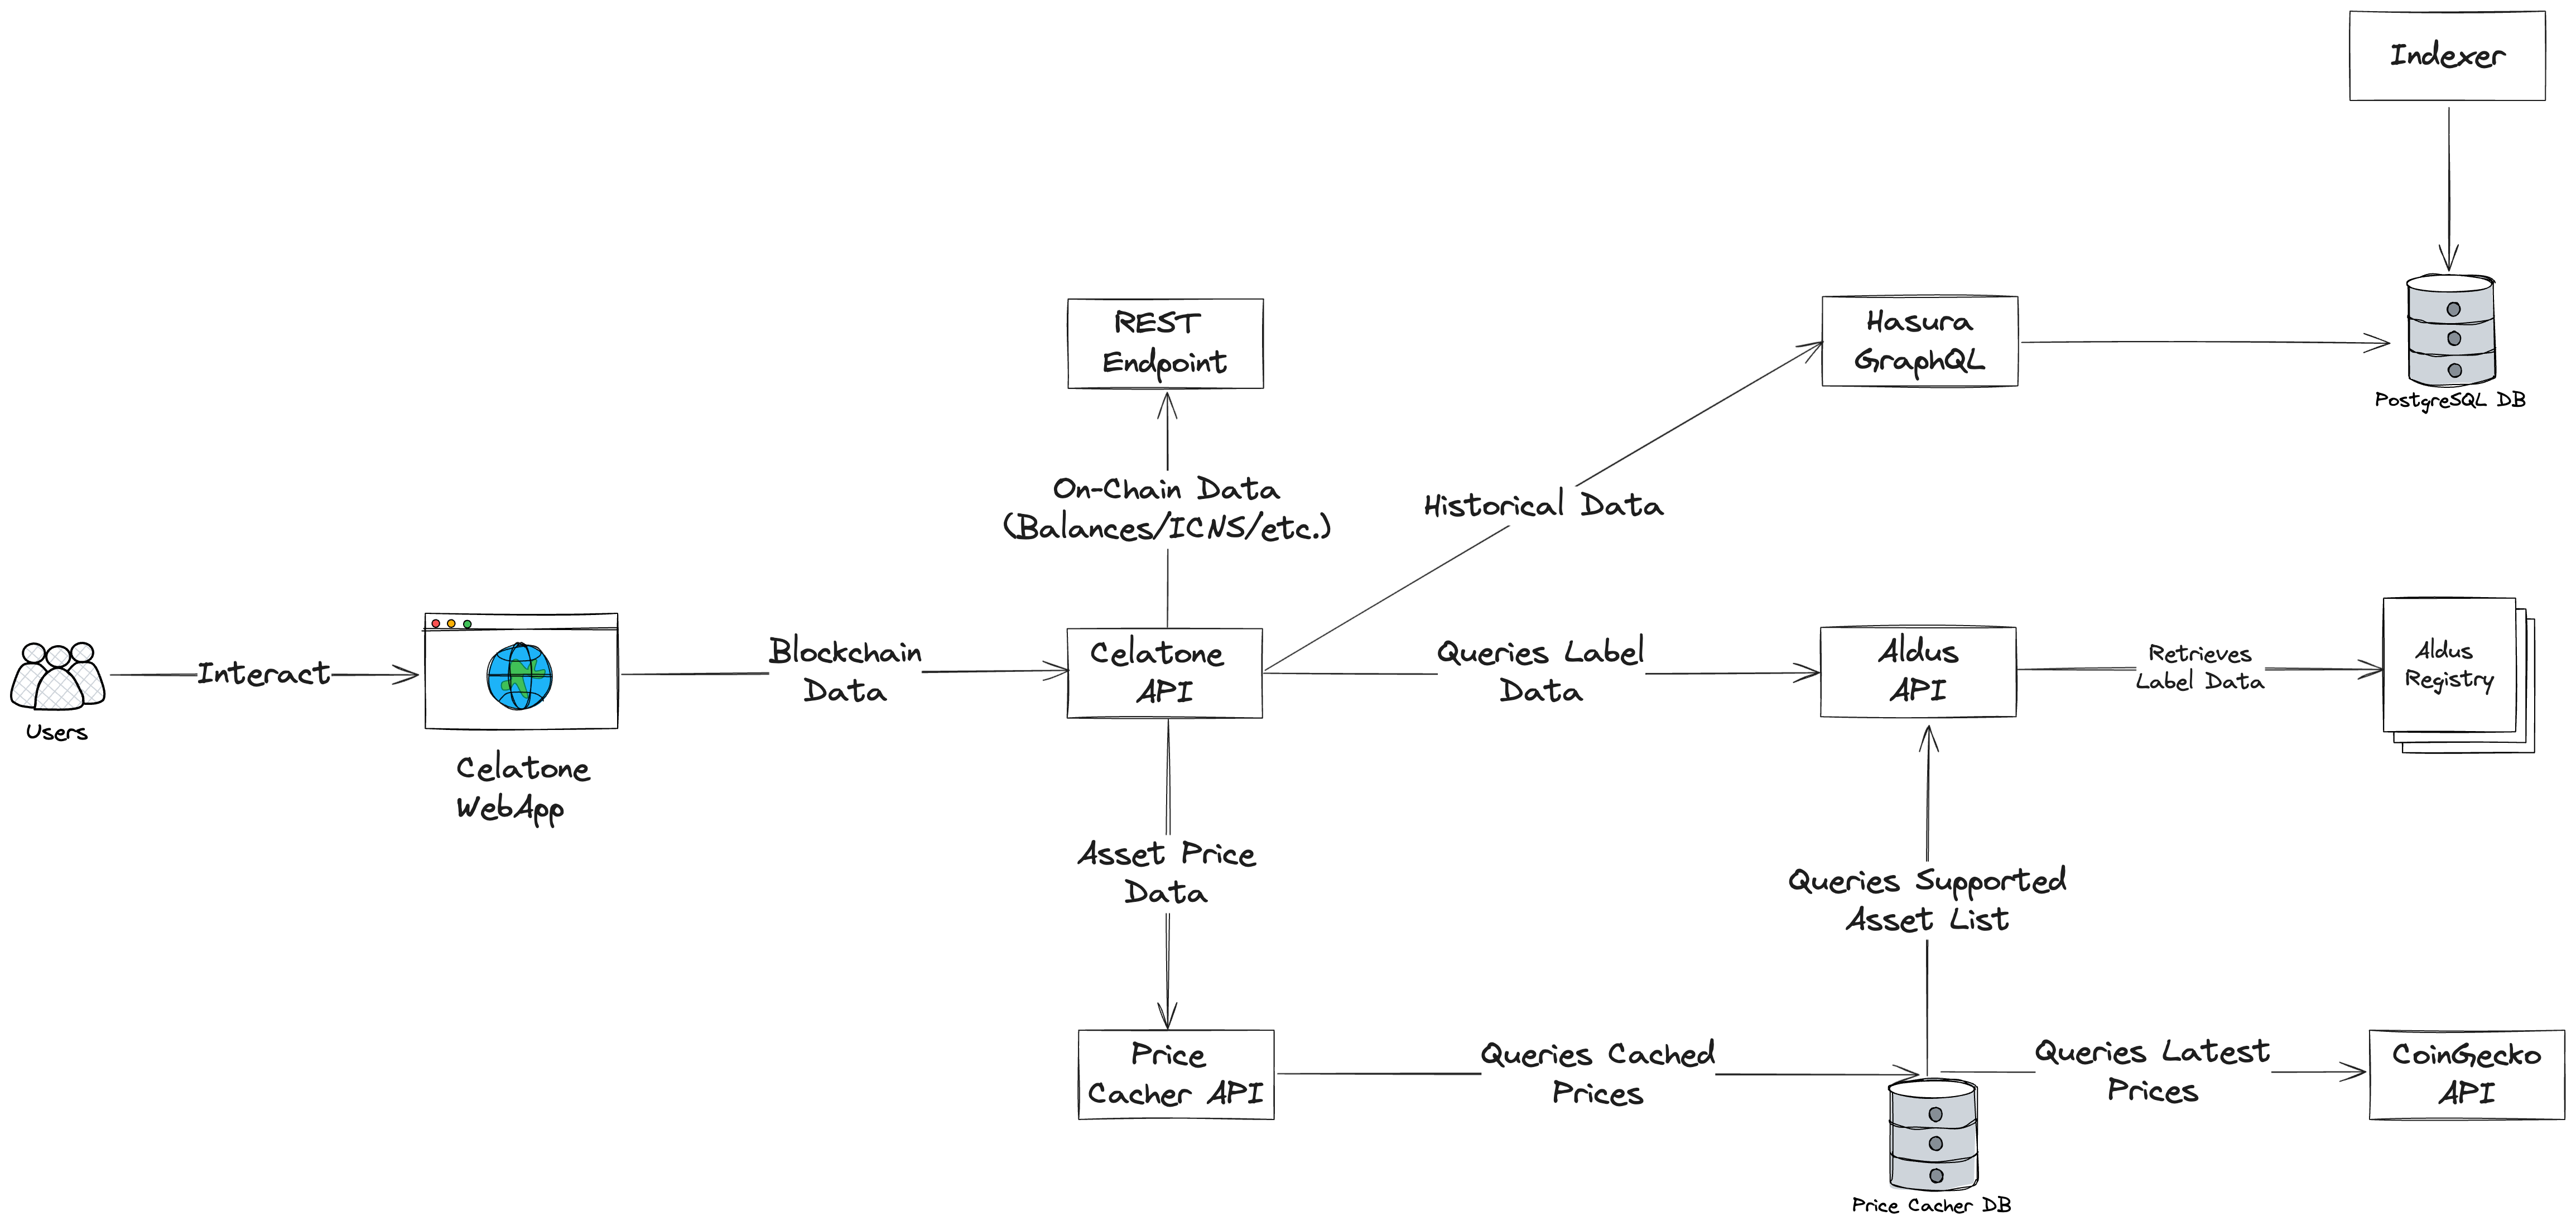 Indexer
REST
Endpoint
Hasura
GraphQL
PostgreSQL DB
On-Chain Data
(Balances/ICNS/etc.)
Historical Data
Users
Interact
Celatone
WebApp
Blockchain
Data
Celatone
API
Queries Label
Data
Aldus
API
Retrieves
Label Data
Aldus
Registry
Asset Price
Data
Queries Supported
Asset List
Price
Cacher API
Queries Cached
Prices
Price Cacher DB
Queries Latest
Prices
CoinGecko
API